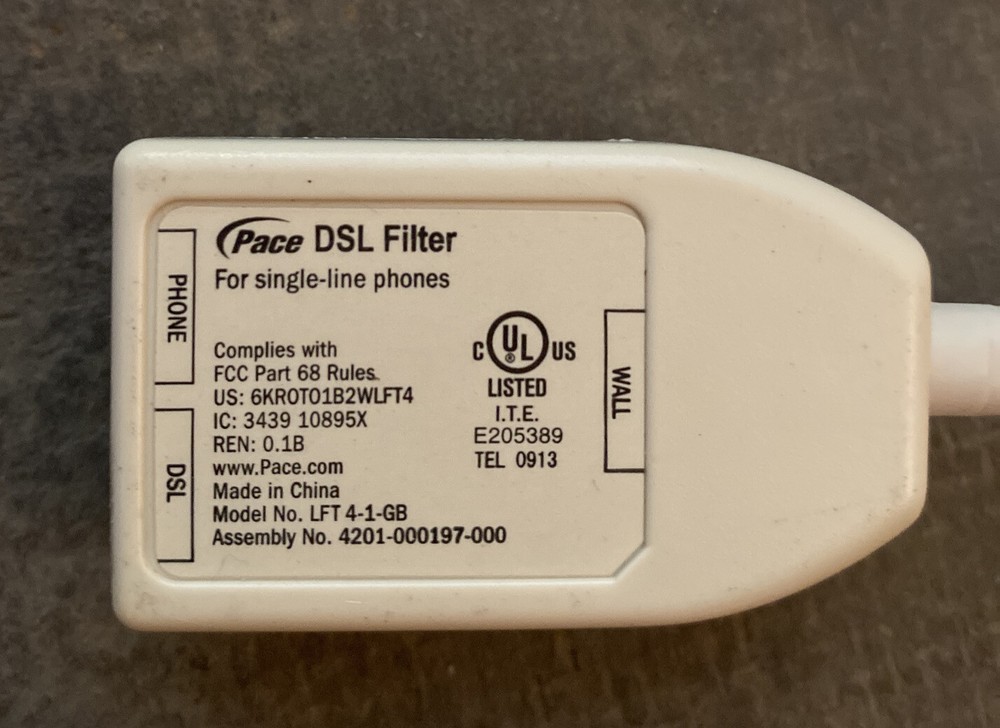 Pace DSL Filter
For single-line phones
PHONE
DSL
Complies with
FCC Part 68 Rules.
US: 6KROTO1B2WLFT4
IC: 3439 10895X
REN: 0.1B
www.Pace.com
Made in China
Model No. LFT 4-1-GB
Assembly No. 4201-000197-000
C UL ® US
LISTED
I.T.E.
E205389
TEL 0913
WALL